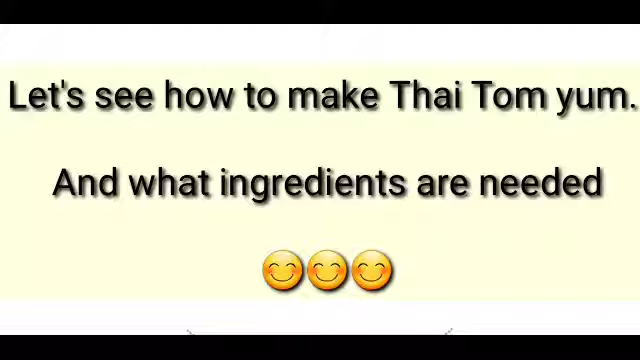 Let's see how to make Thai Tom yum.
And what ingredients are needed
😊😊😊